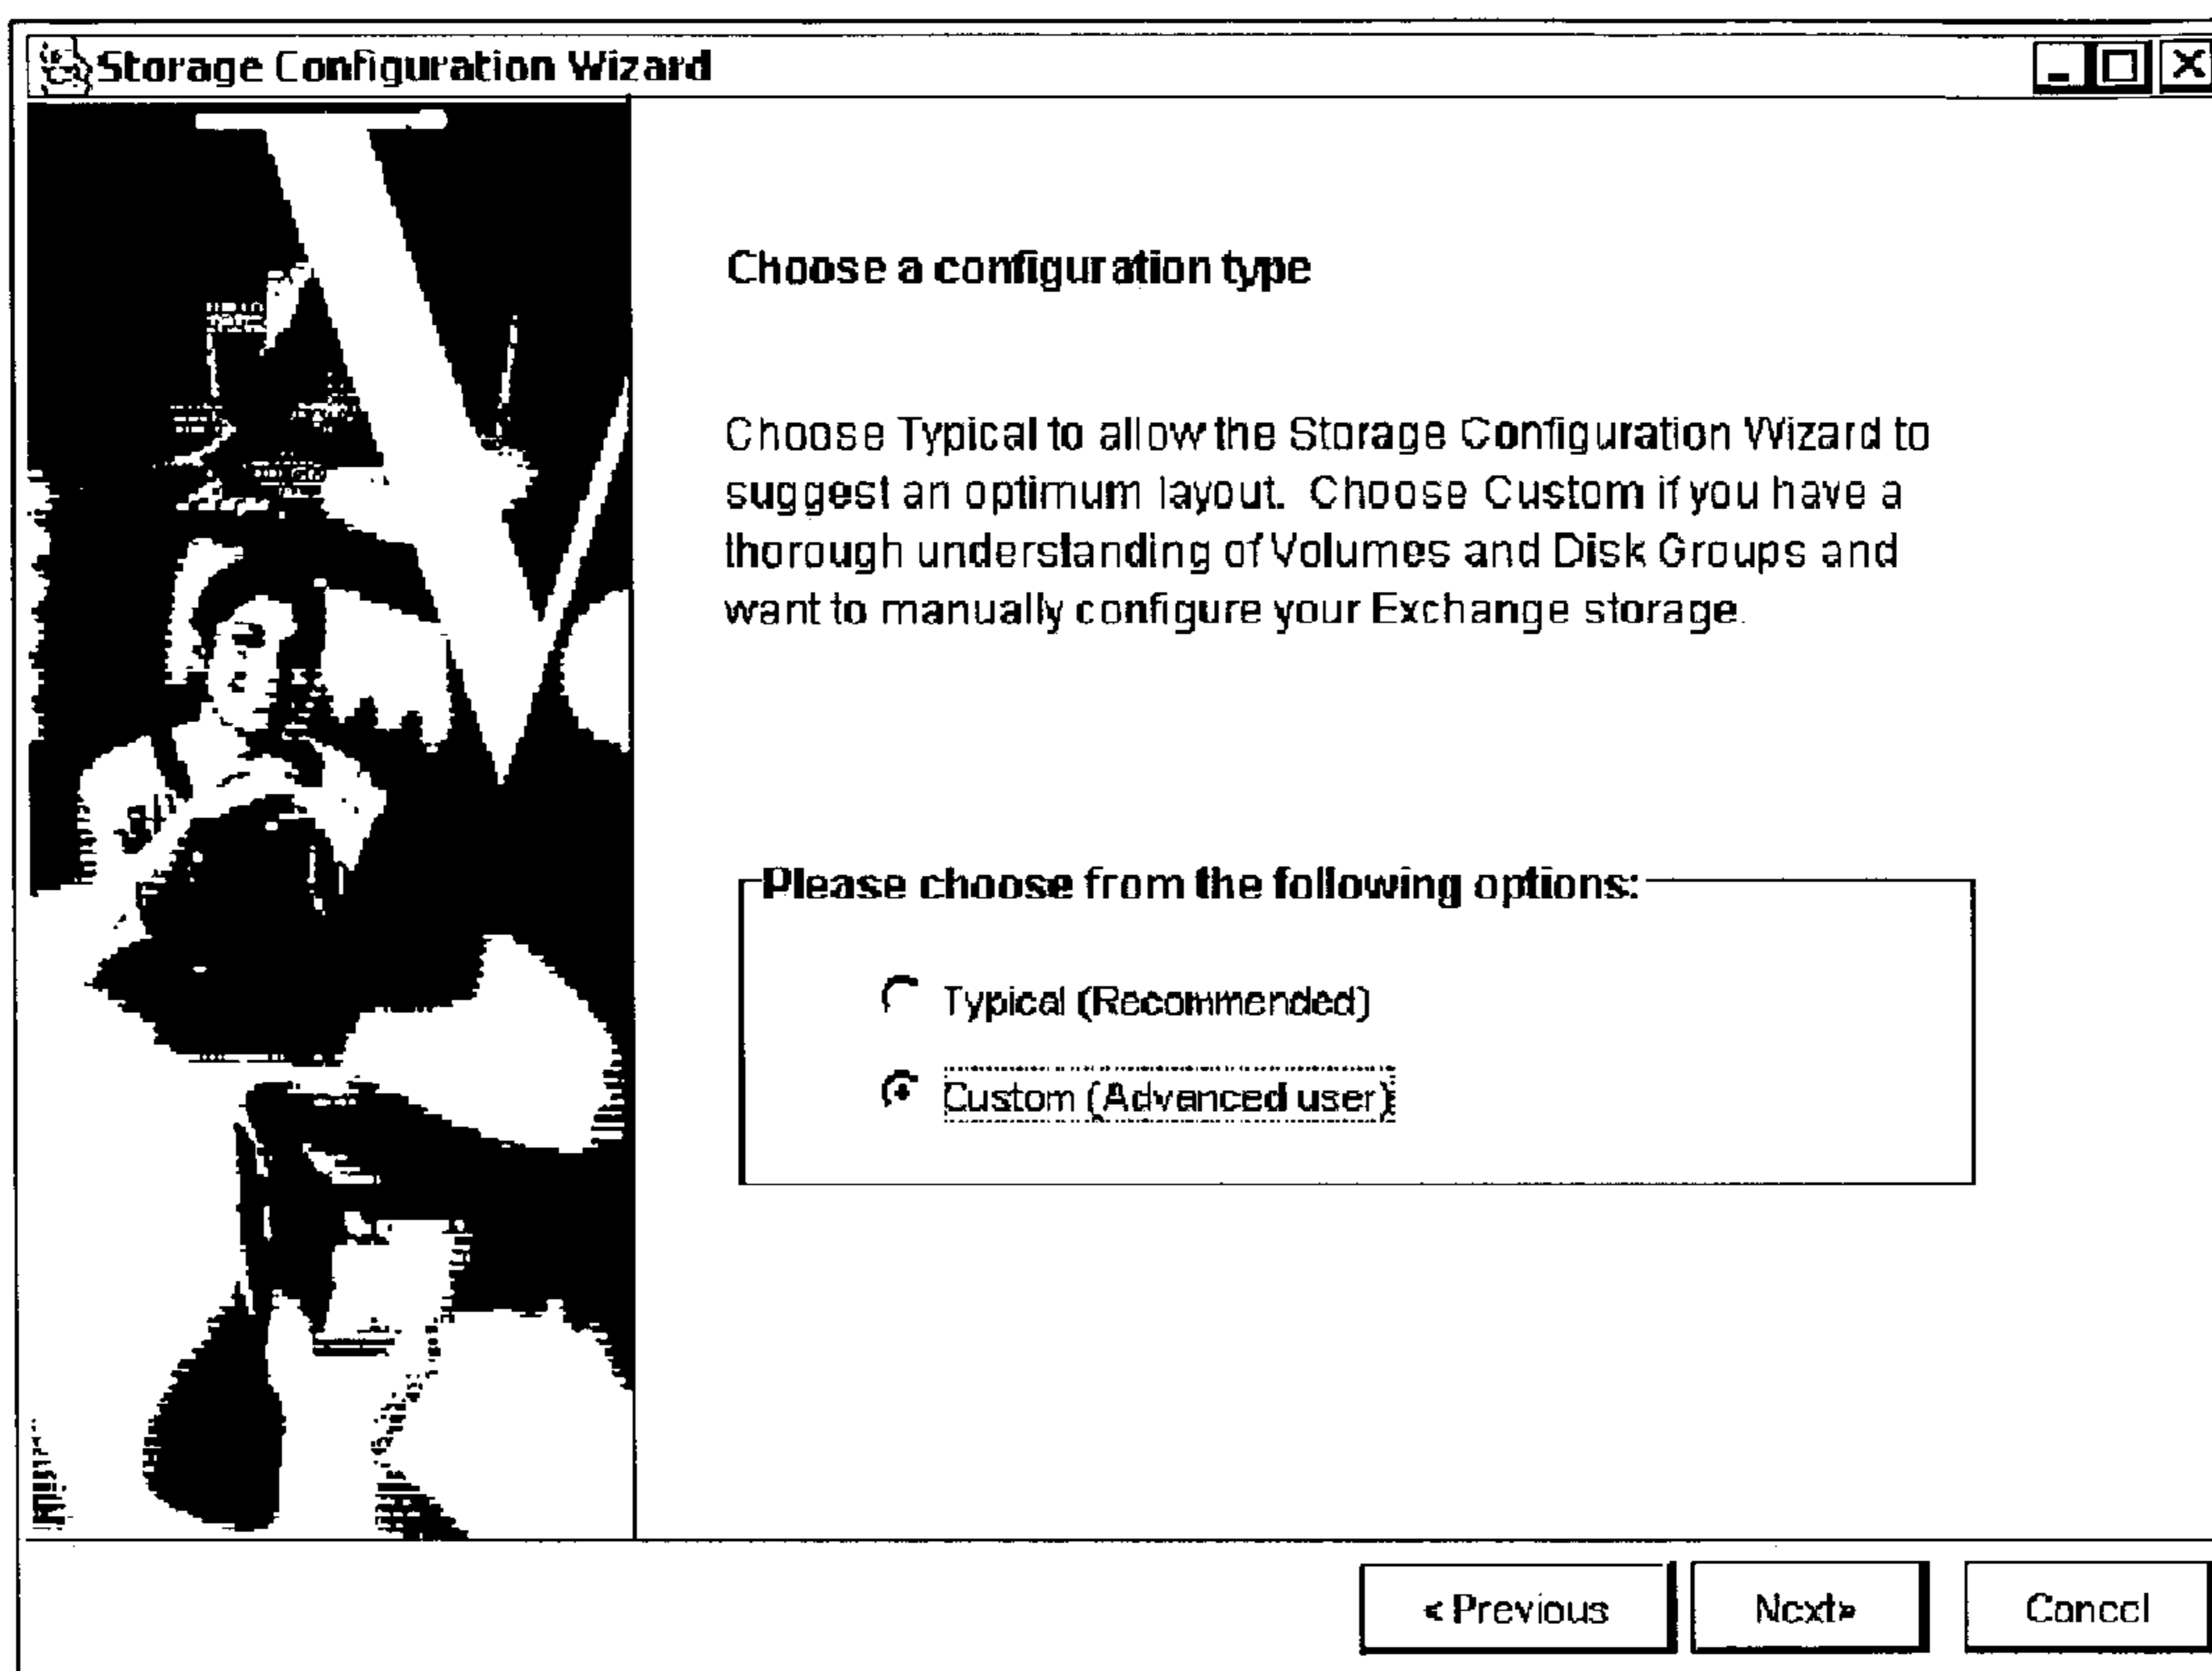 Storage Configuration Wizard
Choose a configuration type
Choose Typical to allow the Storage Configuration Wizard to
suggest an optimum layout. Choose Custom if you have a
thorough understanding of Volumes and Disk Groups and
want to manually configure your Exchange storage.
Please choose from the following options:
Typical (Recommended)
Custom (Advanced user)
< Previous Next» Cancel